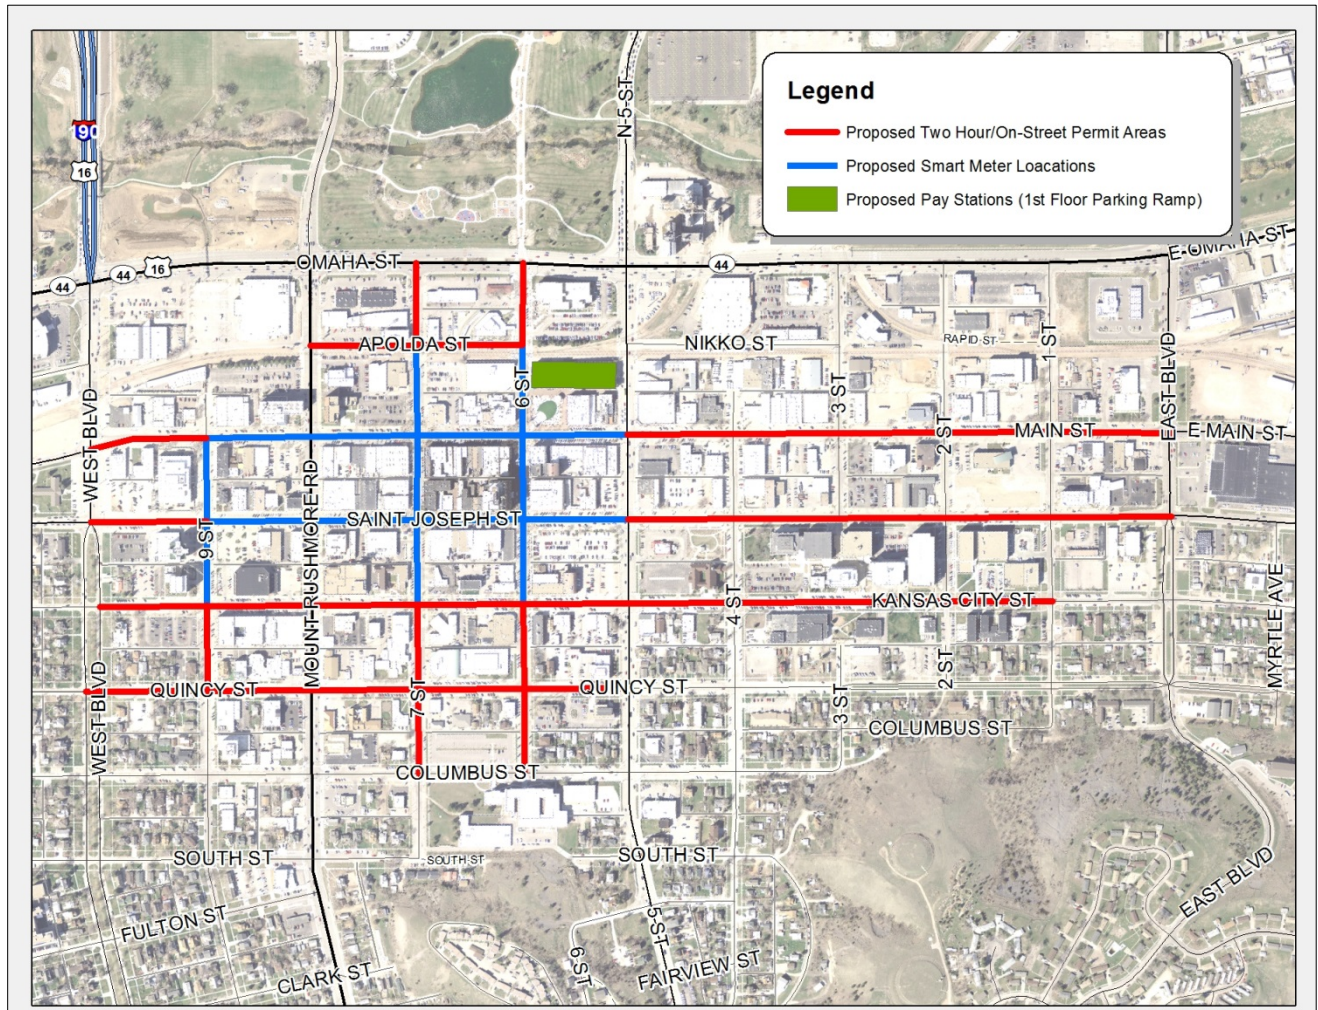 Legend
Proposed Two Hour/On-Street Permit Areas
Proposed Smart Meter Loacations
Proposed Pay Stations (1st Floor Parking Ramp)
190
16
N 5 ST
44
16
44
OMAHA ST
44
E OMAHA ST
APOLDA ST
NIKKO ST
RAPID ST
1 ST
6 ST
3 ST
2 ST
EAST BLVD
WEST BLVD
MAIN ST
E MAIN ST
MOUNT RUSHMORE RD
SAINT JOSEPH ST
9 ST
4 ST
KANSAS CITY ST
MYRTLE AVE
QUINCY ST
7 ST
QUINCY ST
3 ST
2 ST
COLUMBUS ST
WEST BLVD
COLUMBUS ST
SOUTH ST
SOUTH ST
SOUTH ST
EAST BLVD
FULTON ST
5 ST
6 ST
FAIRVIEW ST
CLARK ST